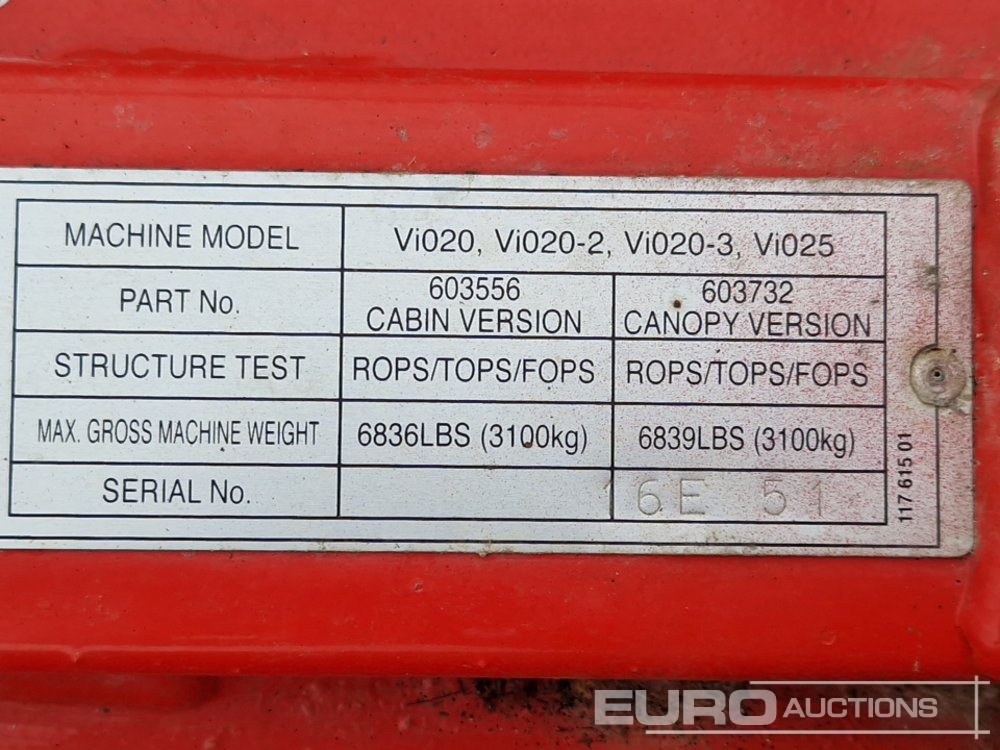 MACHINE MODEL Vi020, Vi020-2, Vi020-3, Vi025
PART No. 603556 603732
CABIN VERSION CANOPY VERSION
STRUCTURE TEST ROPS/TOPS/FOPS ROPS/TOPS/FOPS
MAX. GROSS MACHINE WEIGHT 6836LBS (3100kg) 6839LBS (3100kg)
SERIAL No. 16E 51
117 615 01
EURO AUCTIONS